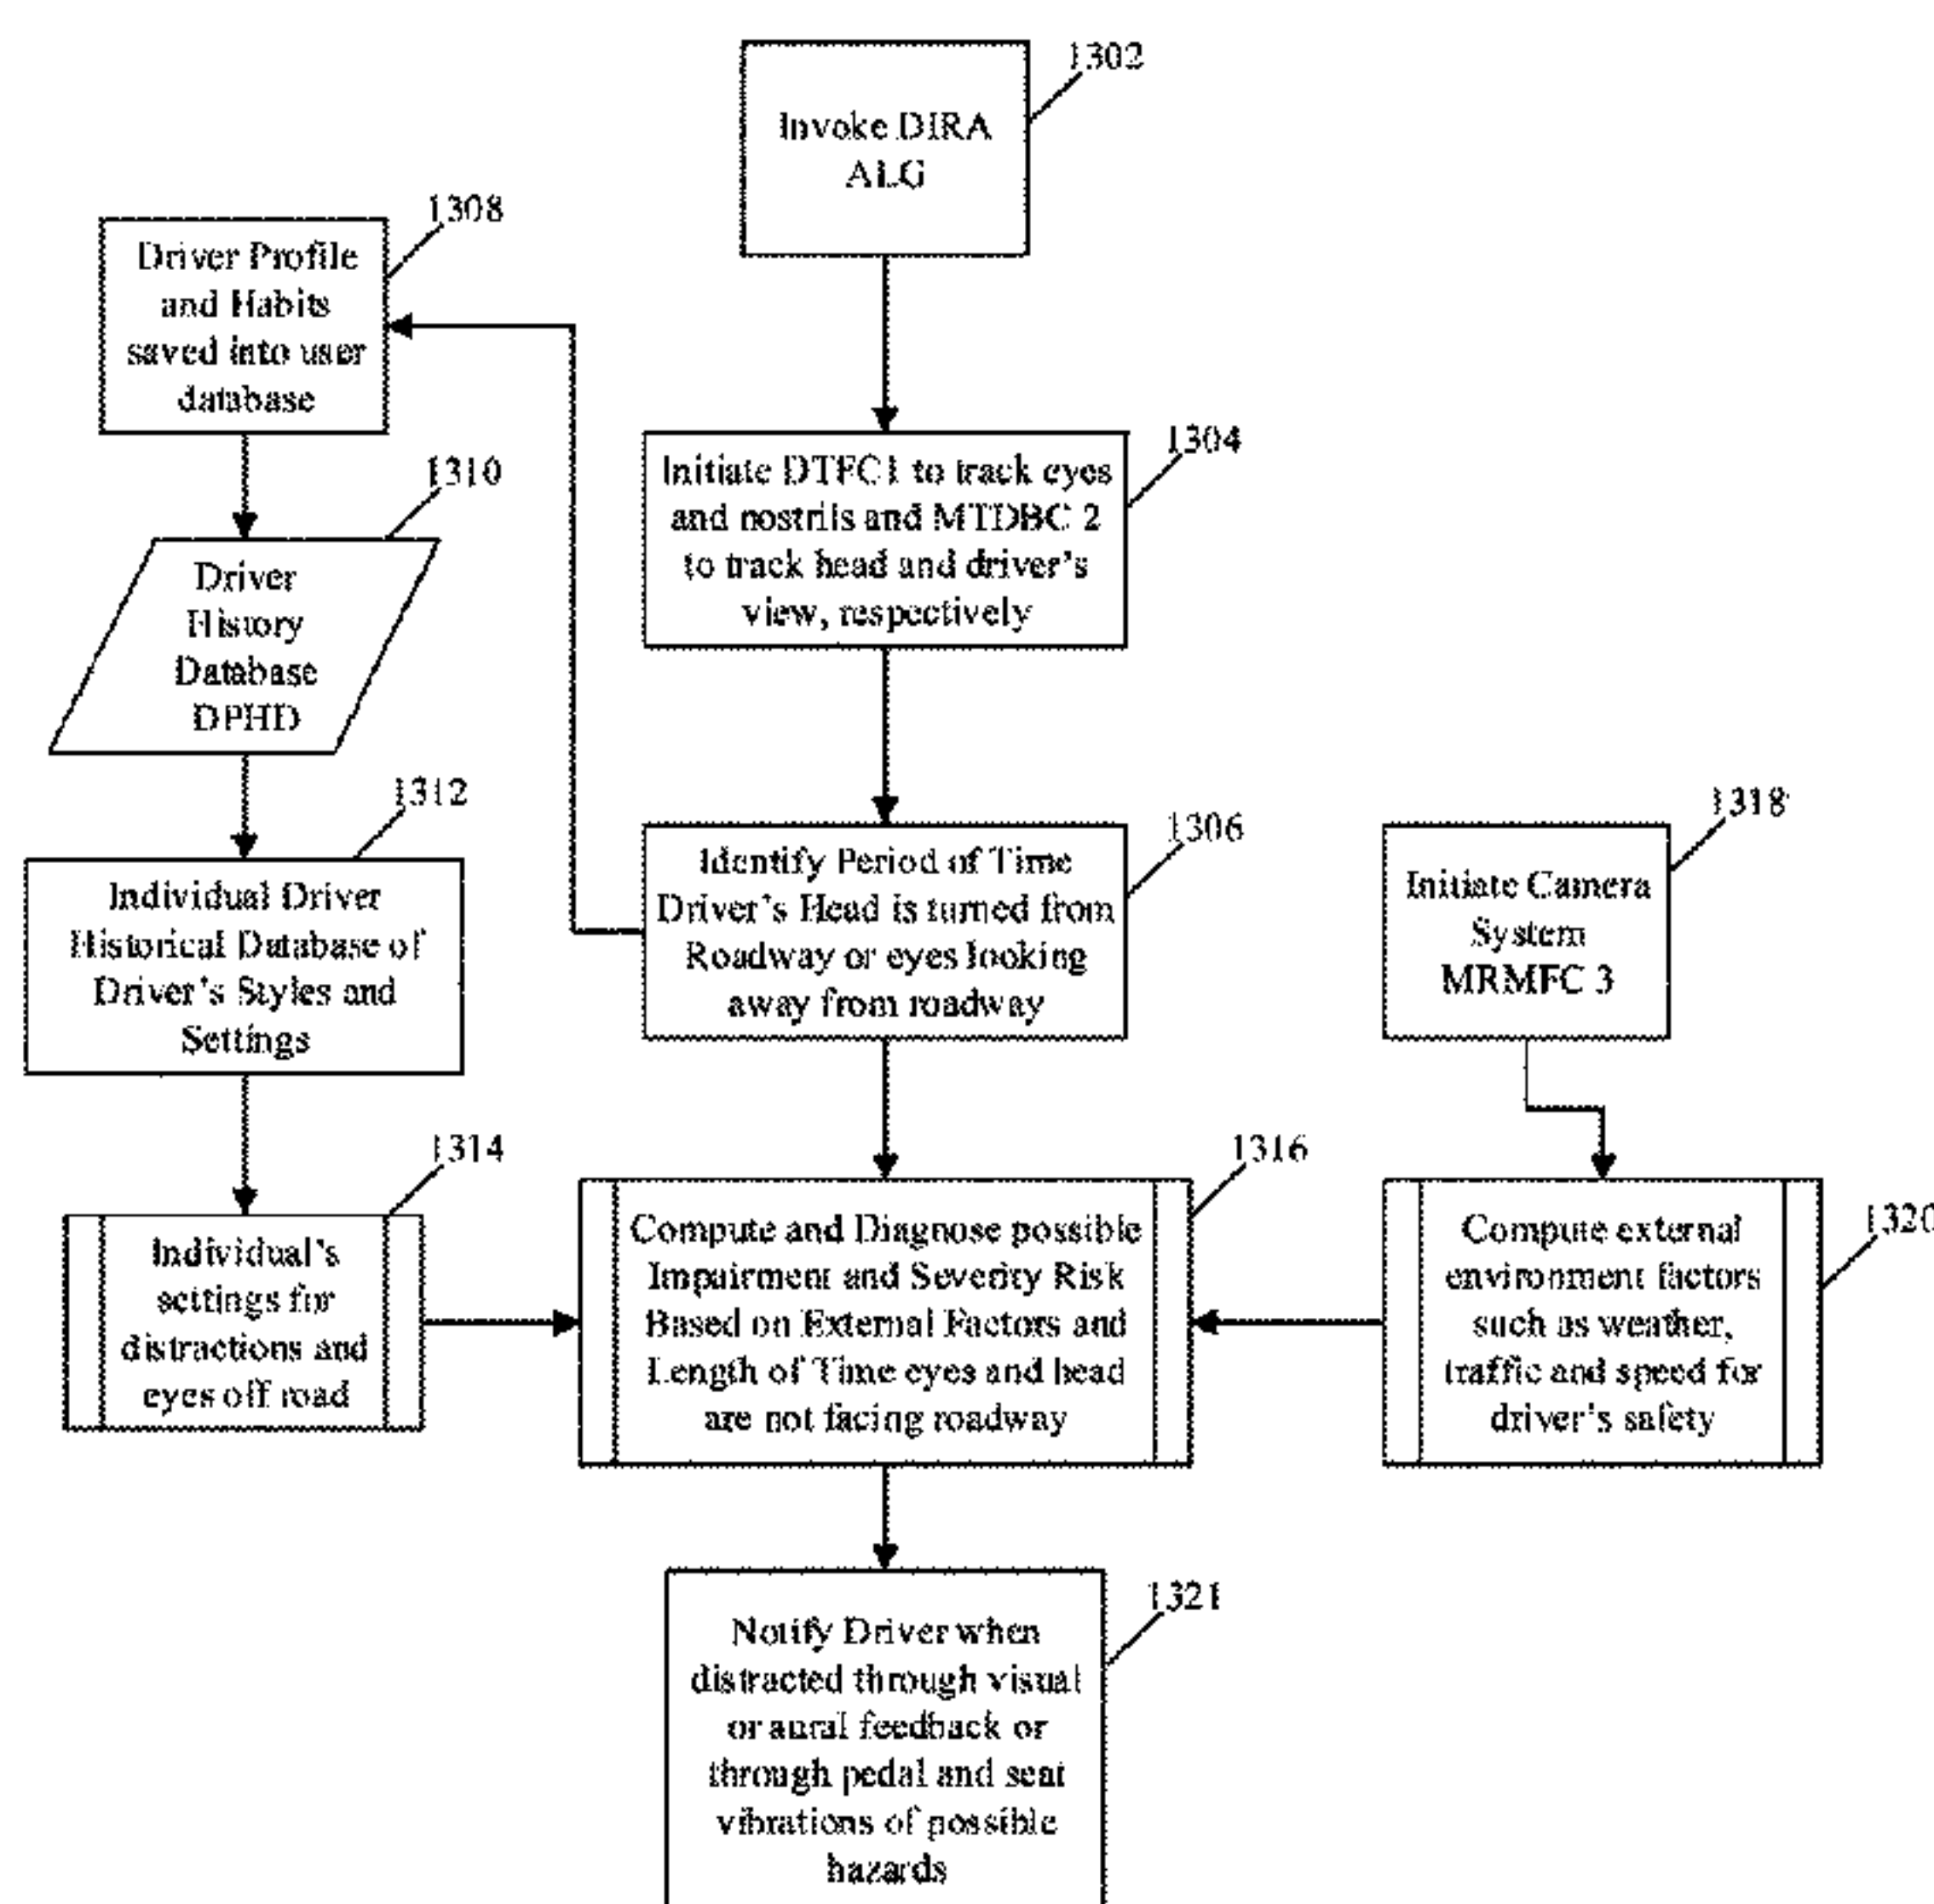 1302
Invoke DIRA
ALG
1308
Driver Profile
and Habits
saved into user
database
1304
Initiate DTFC1 to track eyes
and nostrils and MTDBC 2
to track head and driver's
view, respectively
1310
Driver
History
Database
DPHD
1312
Individual Driver
Historical Database of
Driver's Styles and
Settings
1306
Identify Period of Time
Driver's Head is turned from
Roadway or eyes looking
away from roadway
1318
Initiate Camera
System
MRMFC 3
1314
Individual's
settings for
distractions and
eyes off road
1316
Compute and Diagnose possible
Impairment and Severity Risk
Based on External Factors and
Length of Time eyes and head
are not facing roadway
1320
Compute external
environment factors
such as weather,
traffic and speed for
driver's safety
1321
Notify Driver when
distracted through visual
or aural feedback or
through pedal and seat
vibrations of possible
hazards